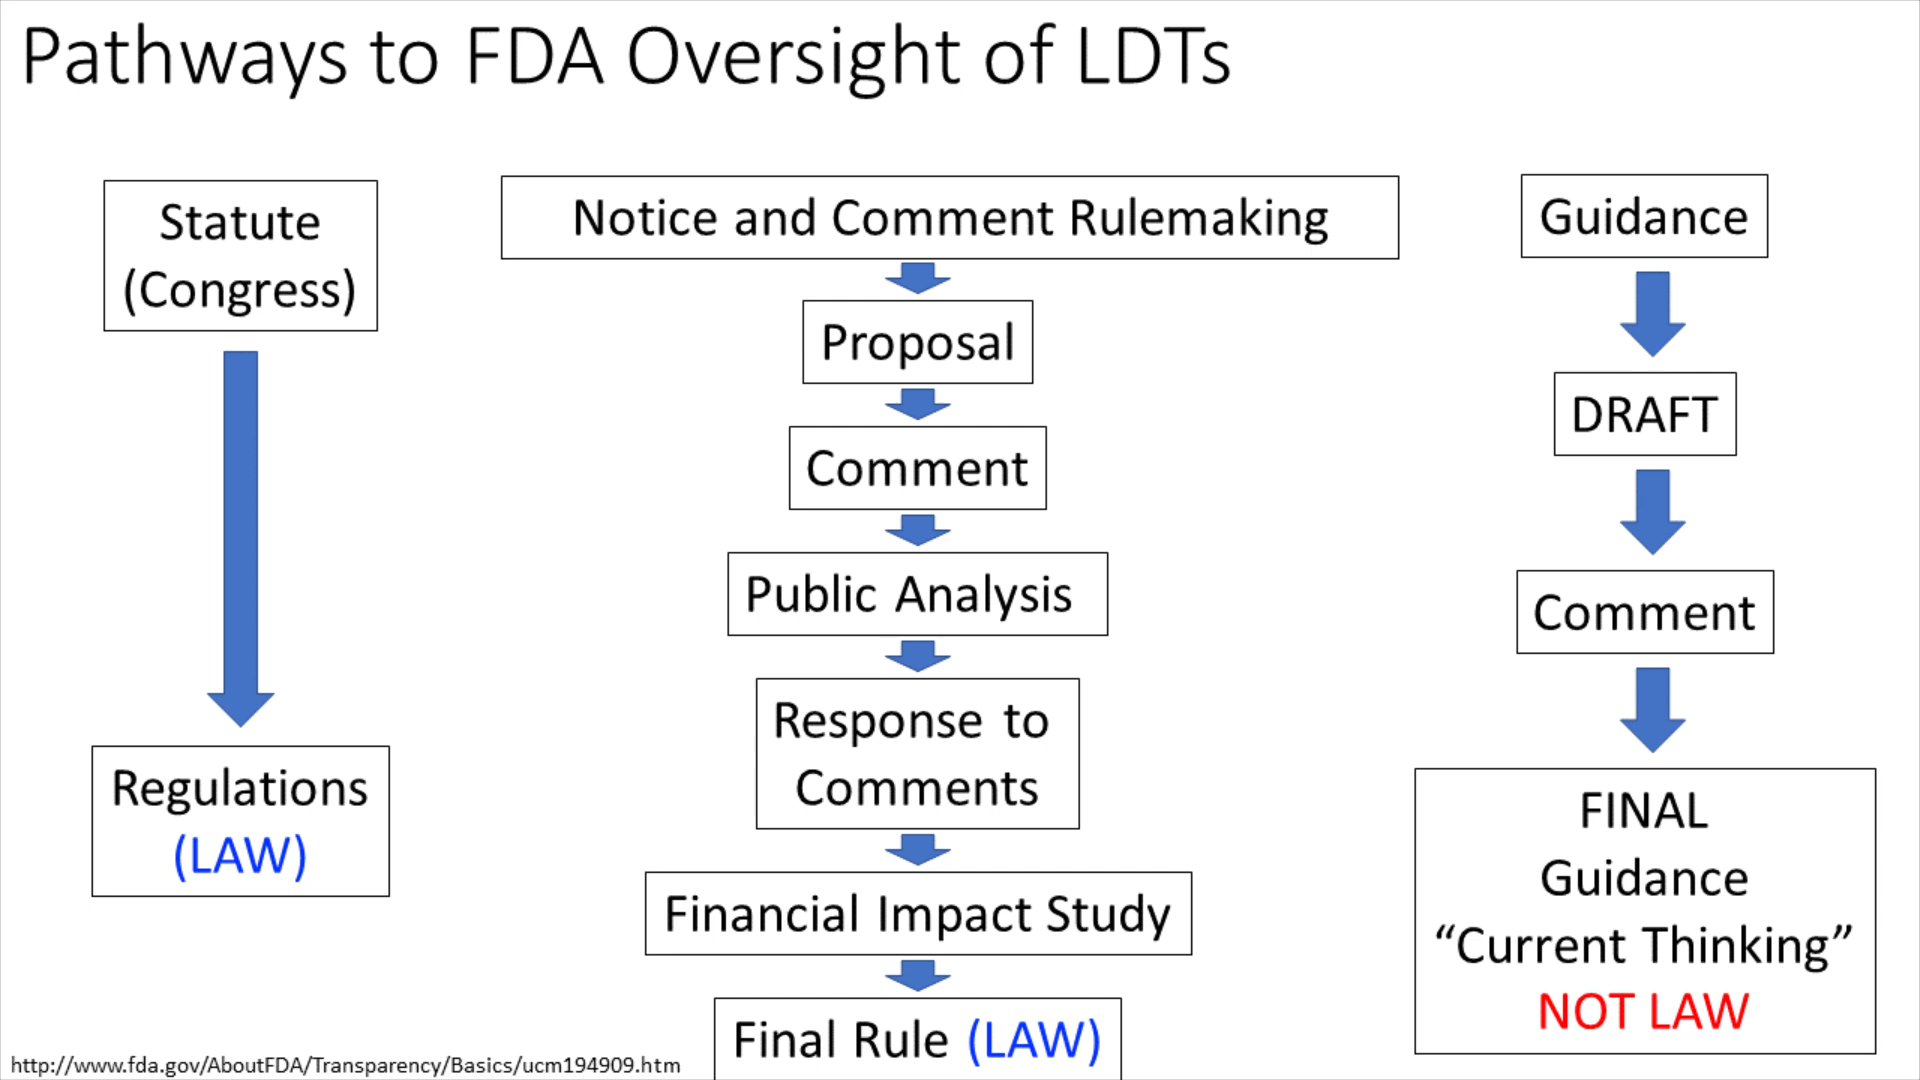 Pathways to FDA Oversight of LDTs
Statute
(Congress)
Regulations
(LAW)
Notice and Comment Rulemaking
Proposal
Comment
Public Analysis
Response to
Comments
Financial Impact Study
Final Rule (LAW)
Guidance
DRAFT
Comment
FINAL
Guidance
“Current Thinking”
NOT LAW
http://www.fda.gov/AboutFDA/Transparency/Basics/ucm194909.htm